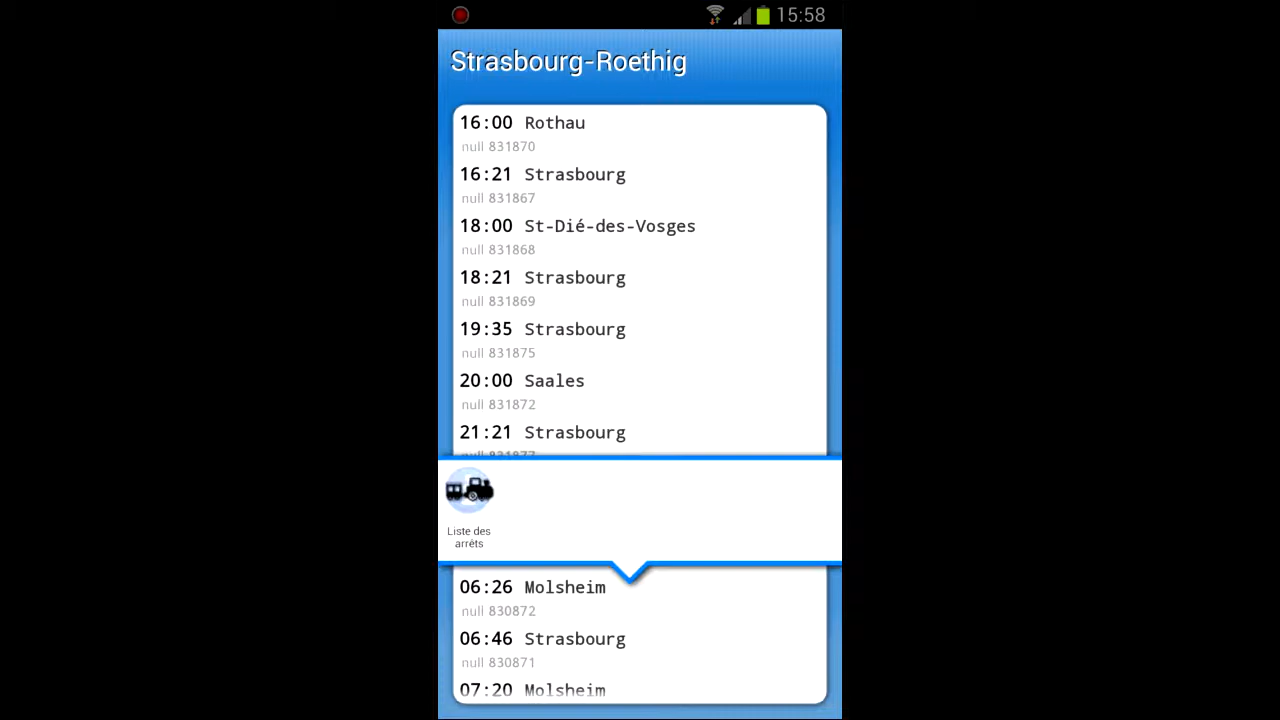 15:58
Strasbourg-Roethig
16:00 Rothau
null 831870
16:21 Strasbourg
null 831867
18:00 St-Dié-des-Vosges
null 831868
18:21 Strasbourg
null 831869
19:35 Strasbourg
null 831875
20:00 Saales
null 831872
21:21 Strasbourg
null 831877
Liste des
arrêts
06:26 Molsheim
null 830872
06:46 Strasbourg
null 830871
07:20 Molsheim